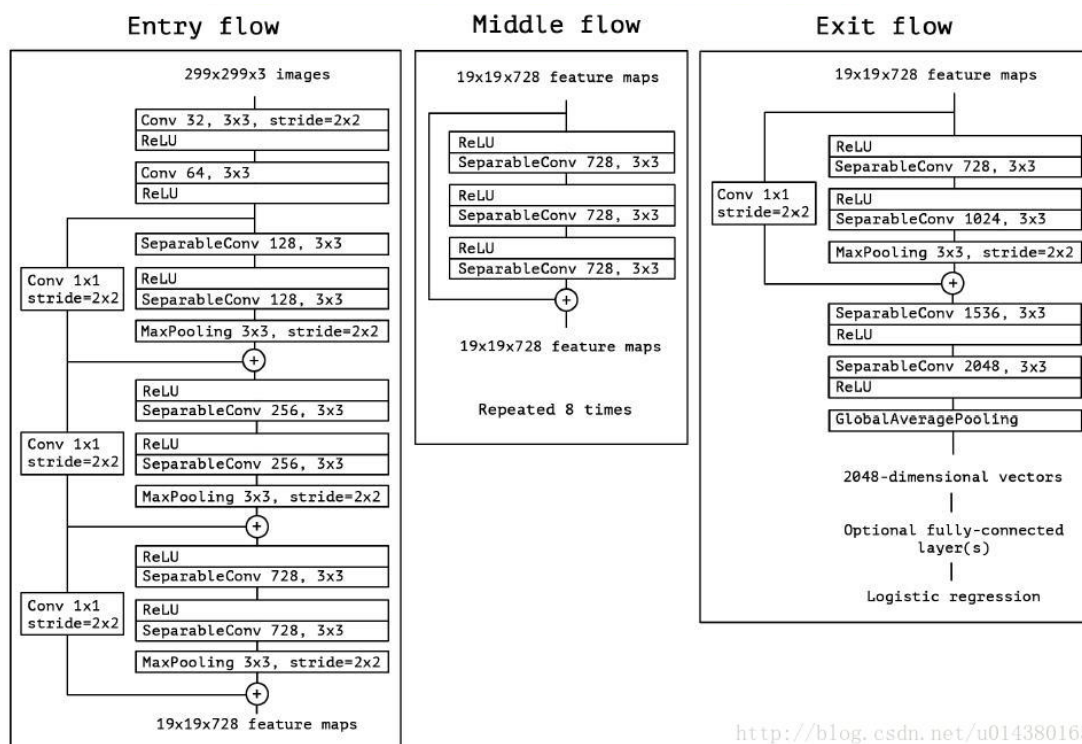 Entry flow
299x299x3 images
Conv 32, 3x3, stride=2x2
ReLU
Conv 64, 3x3
ReLU
SeparableConv 128, 3x3
Conv 1x1
stride=2x2
ReLU
SeparableConv 128, 3x3
MaxPooling 3x3, stride=2x2
+
ReLU
SeparableConv 256, 3x3
Conv 1x1
stride=2x2
ReLU
SeparableConv 256, 3x3
MaxPooling 3x3, stride=2x2
+
ReLU
SeparableConv 728, 3x3
Conv 1x1
stride=2x2
ReLU
SeparableConv 728, 3x3
MaxPooling 3x3, stride=2x2
+
19x19x728 feature maps
Middle flow
19x19x728 feature maps
ReLU
SeparableConv 728, 3x3
ReLU
SeparableConv 728, 3x3
ReLU
SeparableConv 728, 3x3
+
19x19x728 feature maps
Repeated 8 times
Exit flow
19x19x728 feature maps
ReLU
SeparableConv 728, 3x3
Conv 1x1
stride=2x2
ReLU
SeparableConv 1024, 3x3
MaxPooling 3x3, stride=2x2
+
SeparableConv 1536, 3x3
ReLU
SeparableConv 2048, 3x3
ReLU
GlobalAveragePooling
2048-dimensional vectors
Optional fully-connected
layer(s)
Logistic regression
http://blog.csdn.net/u01438016